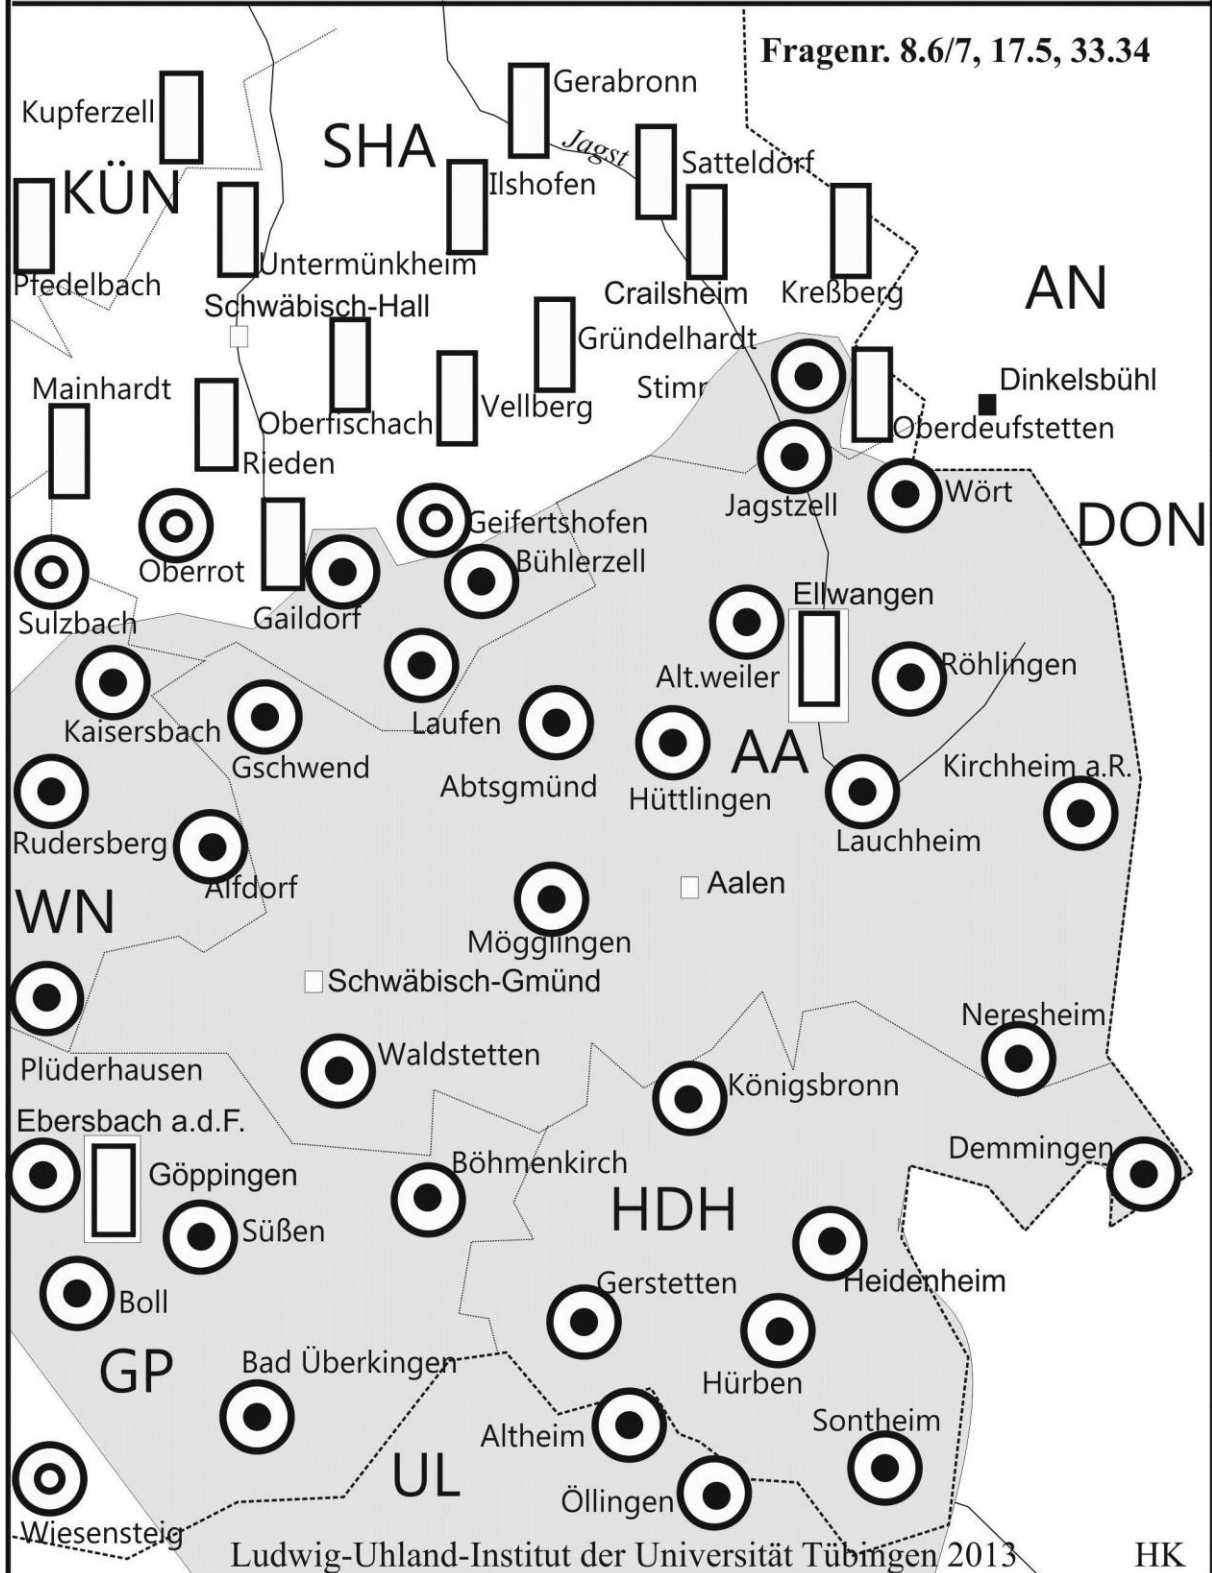 Fragenr. 8.6/7, 17.5, 33.34
Gerabronn
Kupferzell
SHA
Jagst
Satteldorf
Ilshofen
KÜN
Untermünkheim
Pfedelbach
AN
Crailsheim
Kreßberg
Schwäbisch-Hall
Gründelhardt
Stimp
Dinkelsbühl
Mainhardt
Vellberg
Oberfischach
Oberdeufstetten
Rieden
Wört
Jagstzell
DON
Geifertshofen
Bühlerzell
Oberrot
Ellwangen
Sulzbach
Gaildorf
Röhlingen
Alt.weiler
Kaisersbach
Laufen
AA
Gschwend
Kirchheim a.R.
Abtsgmünd
Hüttlingen
Rudersberg
Lauchheim
Alfdorf
Aalen
WN
Mögglingen
Schwäbisch-Gmünd
Neresheim
Waldstetten
Plüderhausen
Königsbronn
Ebersbach a.d.F.
Demmingen
Göppingen
Böhmenkirch
HDH
Süßen
Heidenheim
Gerstetten
Boll
GP
Bad Überkingen
Hürben
Sontheim
Altheim
UL
Öllingen
Wiesensteig
Ludwig-Uhland-Institut der Universität Tübingen 2013
HK